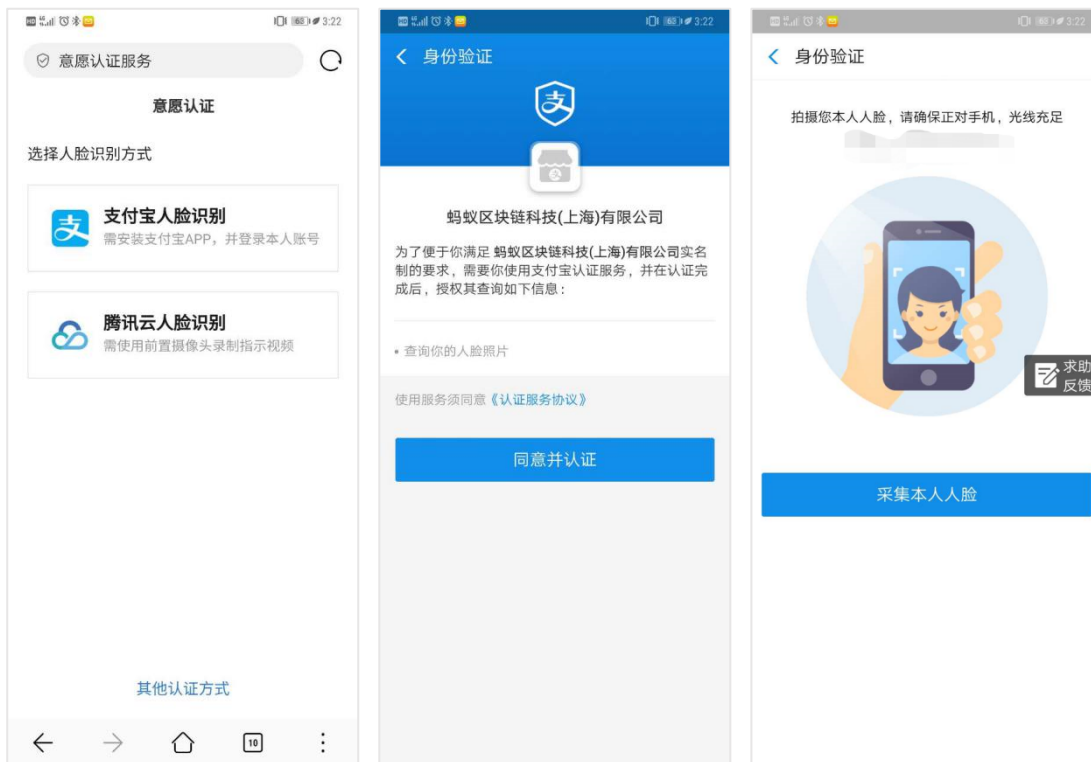 3:22
意愿认证服务
意愿认证
选择人脸识别方式
支付宝人脸识别
需安装支付宝APP，并登录本人账号
腾讯云人脸识别
需使用前置摄像头录制指示视频
其他认证方式
10
3:22
身份验证
支
蚂蚁区块链科技(上海)有限公司
为了便于你满足 蚂蚁区块链科技(上海)有限公司实名
制的要求，需要你使用支付宝认证服务，并在认证完
成后，授权其查询如下信息：
• 查询你的人脸照片
使用服务须同意《认证服务协议》
同意并认证
3:22
身份验证
拍摄您本人人脸，请确保正对手机，光线充足
求助
反馈
采集本人人脸